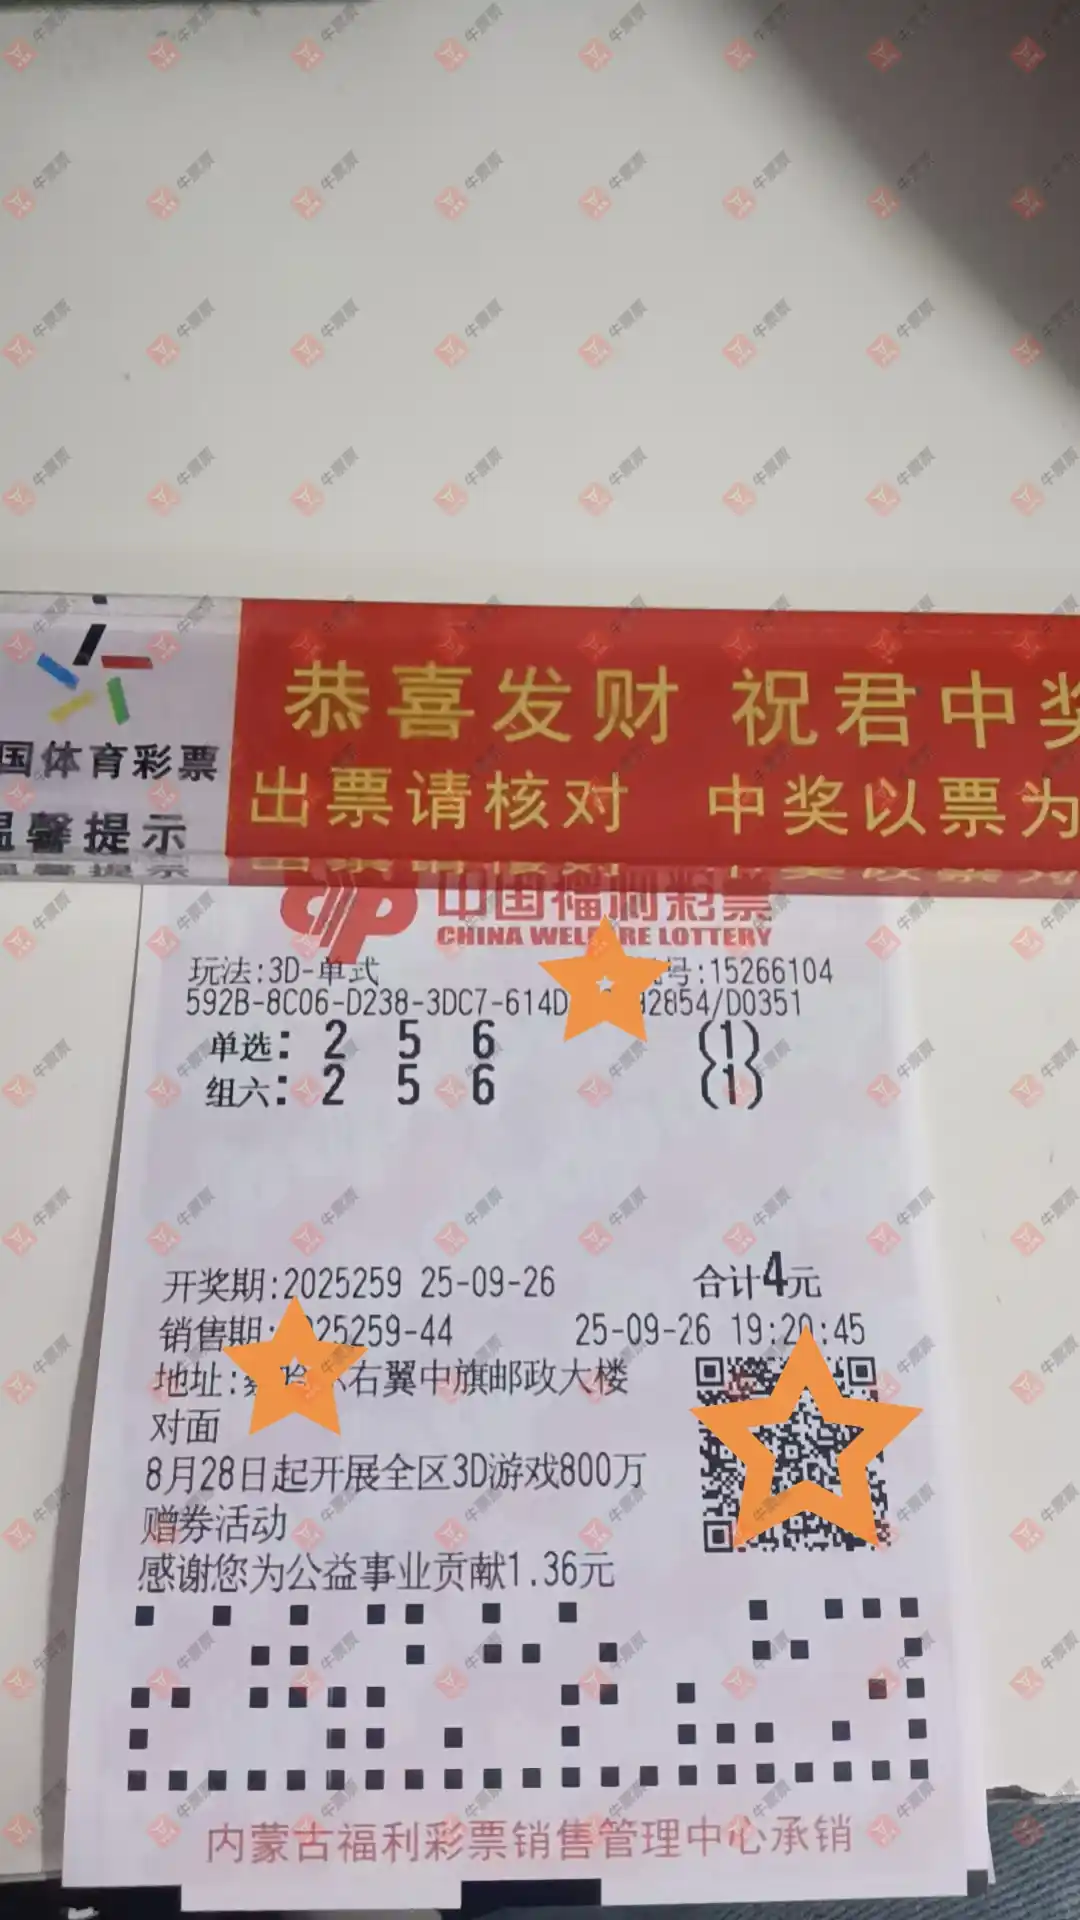 国体育彩票
温馨提示
恭喜发财 祝君中奖
出票请核对 中奖以票为
中国福利彩票
CHINA WELFARE LOTTERY
玩法:3D-单式 号:15266104
592B-8C06-D238-3DC7-614D 92854/D0351
单选: 2 5 6 (1)
组六: 2 5 6 (1)
开奖期:2025259 25-09-26 合计4元
销售期: 025259-44 25-09-26 19:20:45
地址: 右翼中旗邮政大楼
对面
8月28日起开展全区3D游戏800万
赠券活动
感谢您为公益事业贡献1.36元
内蒙古福利彩票销售管理中心承销
牛票票